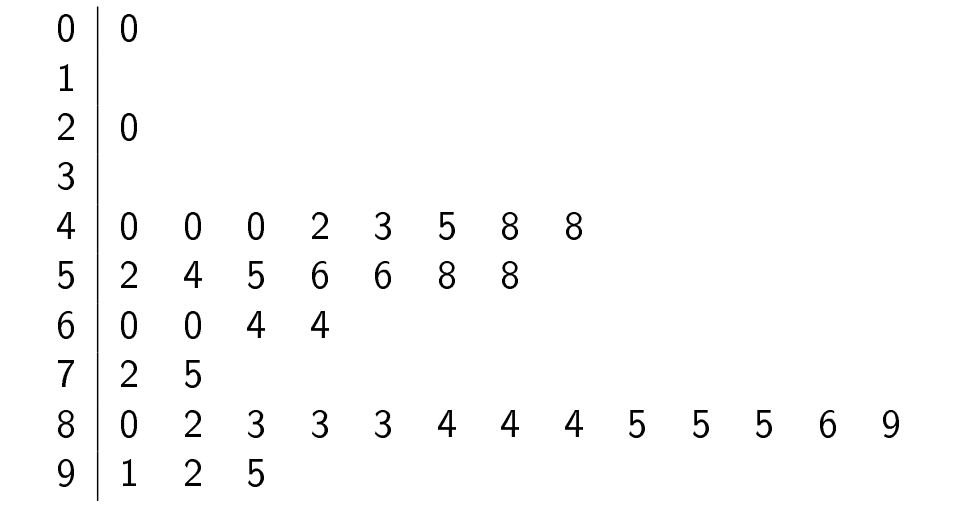 0 | 0
1 |
2 | 0
3 |
4 | 0 0 0 2 3 5 8 8
5 | 2 4 5 6 6 8 8
6 | 0 0 4 4
7 | 2 5
8 | 0 2 3 3 3 4 4 4 5 5 5 6 9
9 | 1 2 5